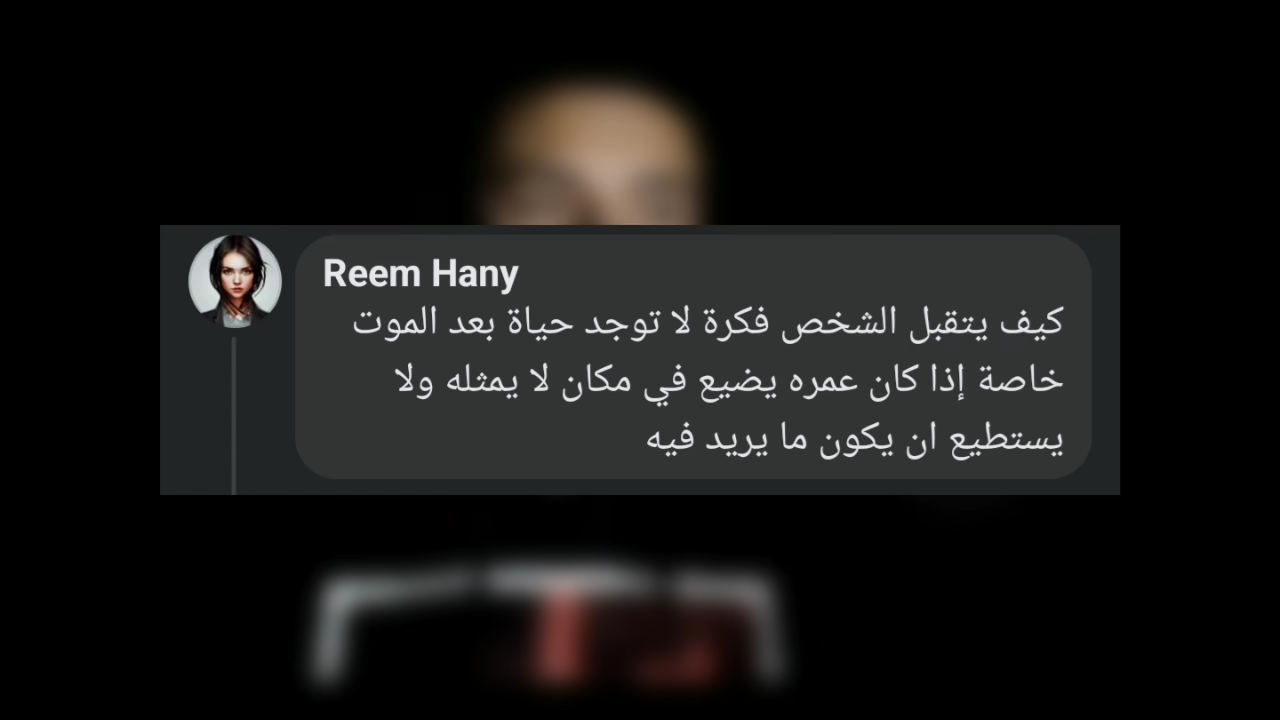 Reem Hany
كيف يتقبل الشخص فكرة لا توجد حياة بعد الموت
خاصة إذا كان عمره يضيع في مكان لا يمثله ولا
يستطيع ان يكون ما يريد فيه